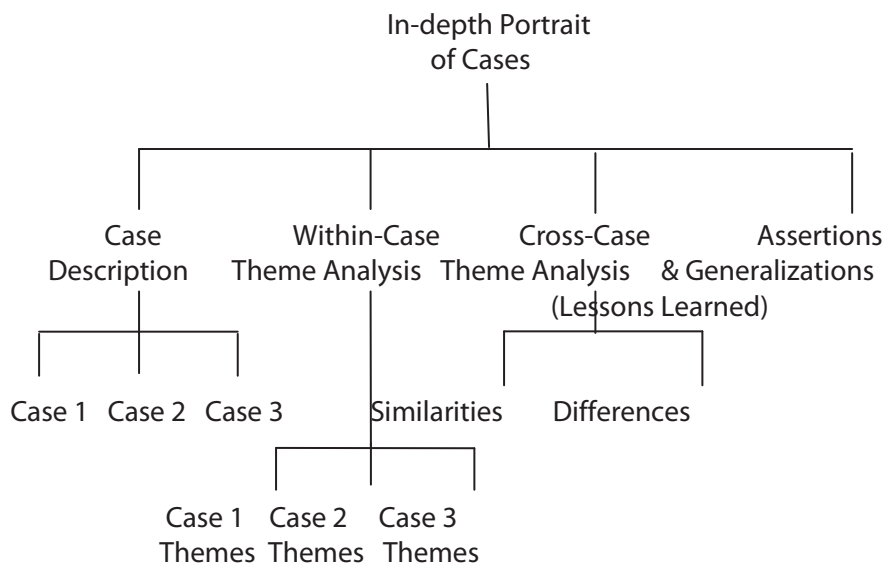 In-depth Portrait
of Cases
Case
Description
Within-Case
Theme Analysis
Cross-Case
Theme Analysis
Assertions
& Generalizations
(Lessons Learned)
Case 1
Case 2
Case 3
Similarities
Differences
Case 1
Themes
Case 2
Themes
Case 3
Themes